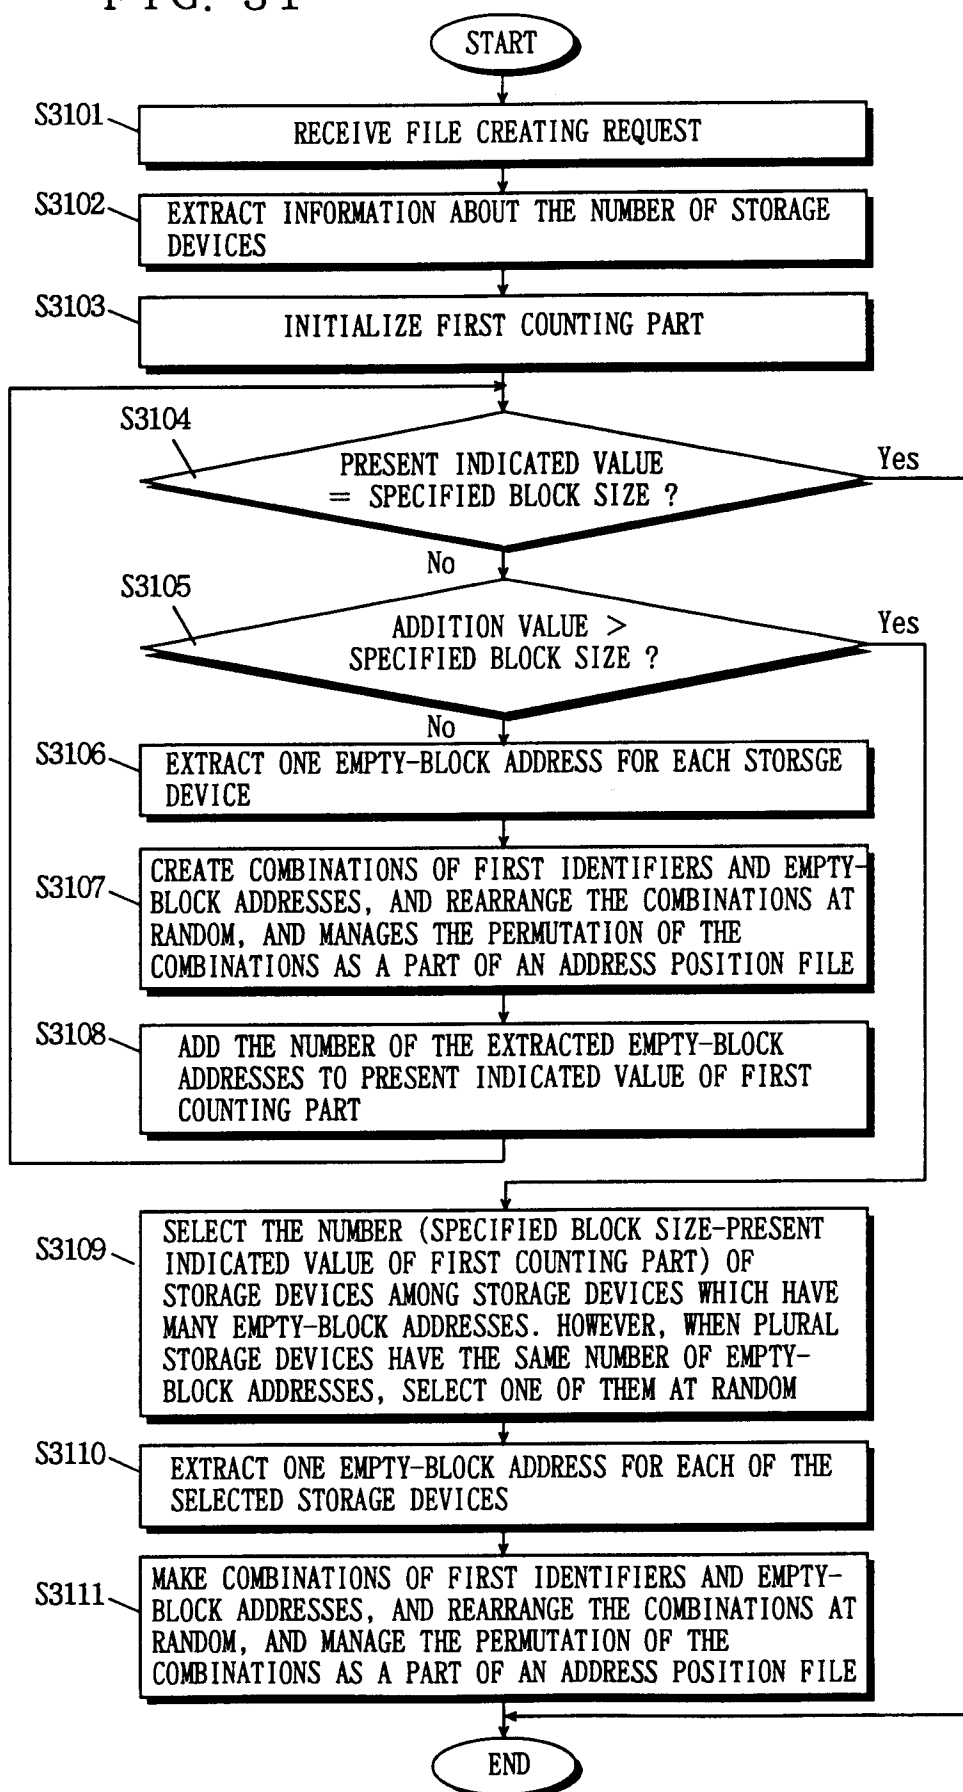 FIG. 31
START
S3101
RECEIVE FILE CREATING REQUEST
S3102
EXTRACT INFORMATION ABOUT THE NUMBER OF STORAGE
DEVICES
S3103
INITIALIZE FIRST COUNTING PART
S3104
PRESENT INDICATED VALUE
= SPECIFIED BLOCK SIZE ?
Yes
No
S3105
ADDITION VALUE >
SPECIFIED BLOCK SIZE ?
Yes
No
S3106
EXTRACT ONE EMPTY-BLOCK ADDRESS FOR EACH STORSGE
DEVICE
S3107
CREATE COMBINATIONS OF FIRST IDENTIFIERS AND EMPTY-
BLOCK ADDRESSES, AND REARRANGE THE COMBINATIONS AT
RANDOM, AND MANAGES THE PERMUTATION OF THE
COMBINATIONS AS A PART OF AN ADDRESS POSITION FILE
S3108
ADD THE NUMBER OF THE EXTRACTED EMPTY-BLOCK
ADDRESSES TO PRESENT INDICATED VALUE OF FIRST
COUNTING PART
S3109
SELECT THE NUMBER (SPECIFIED BLOCK SIZE-PRESENT
INDICATED VALUE OF FIRST COUNTING PART) OF
STORAGE DEVICES AMONG STORAGE DEVICES WHICH HAVE
MANY EMPTY-BLOCK ADDRESSES. HOWEVER, WHEN PLURAL
STORAGE DEVICES HAVE THE SAME NUMBER OF EMPTY-
BLOCK ADDRESSES, SELECT ONE OF THEM AT RANDOM
S3110
EXTRACT ONE EMPTY-BLOCK ADDRESS FOR EACH OF THE
SELECTED STORAGE DEVICES
S3111
MAKE COMBINATIONS OF FIRST IDENTIFIERS AND EMPTY-
BLOCK ADDRESSES, AND REARRANGE THE COMBINATIONS AT
RANDOM, AND MANAGE THE PERMUTATION OF THE
COMBINATIONS AS A PART OF AN ADDRESS POSITION FILE
END